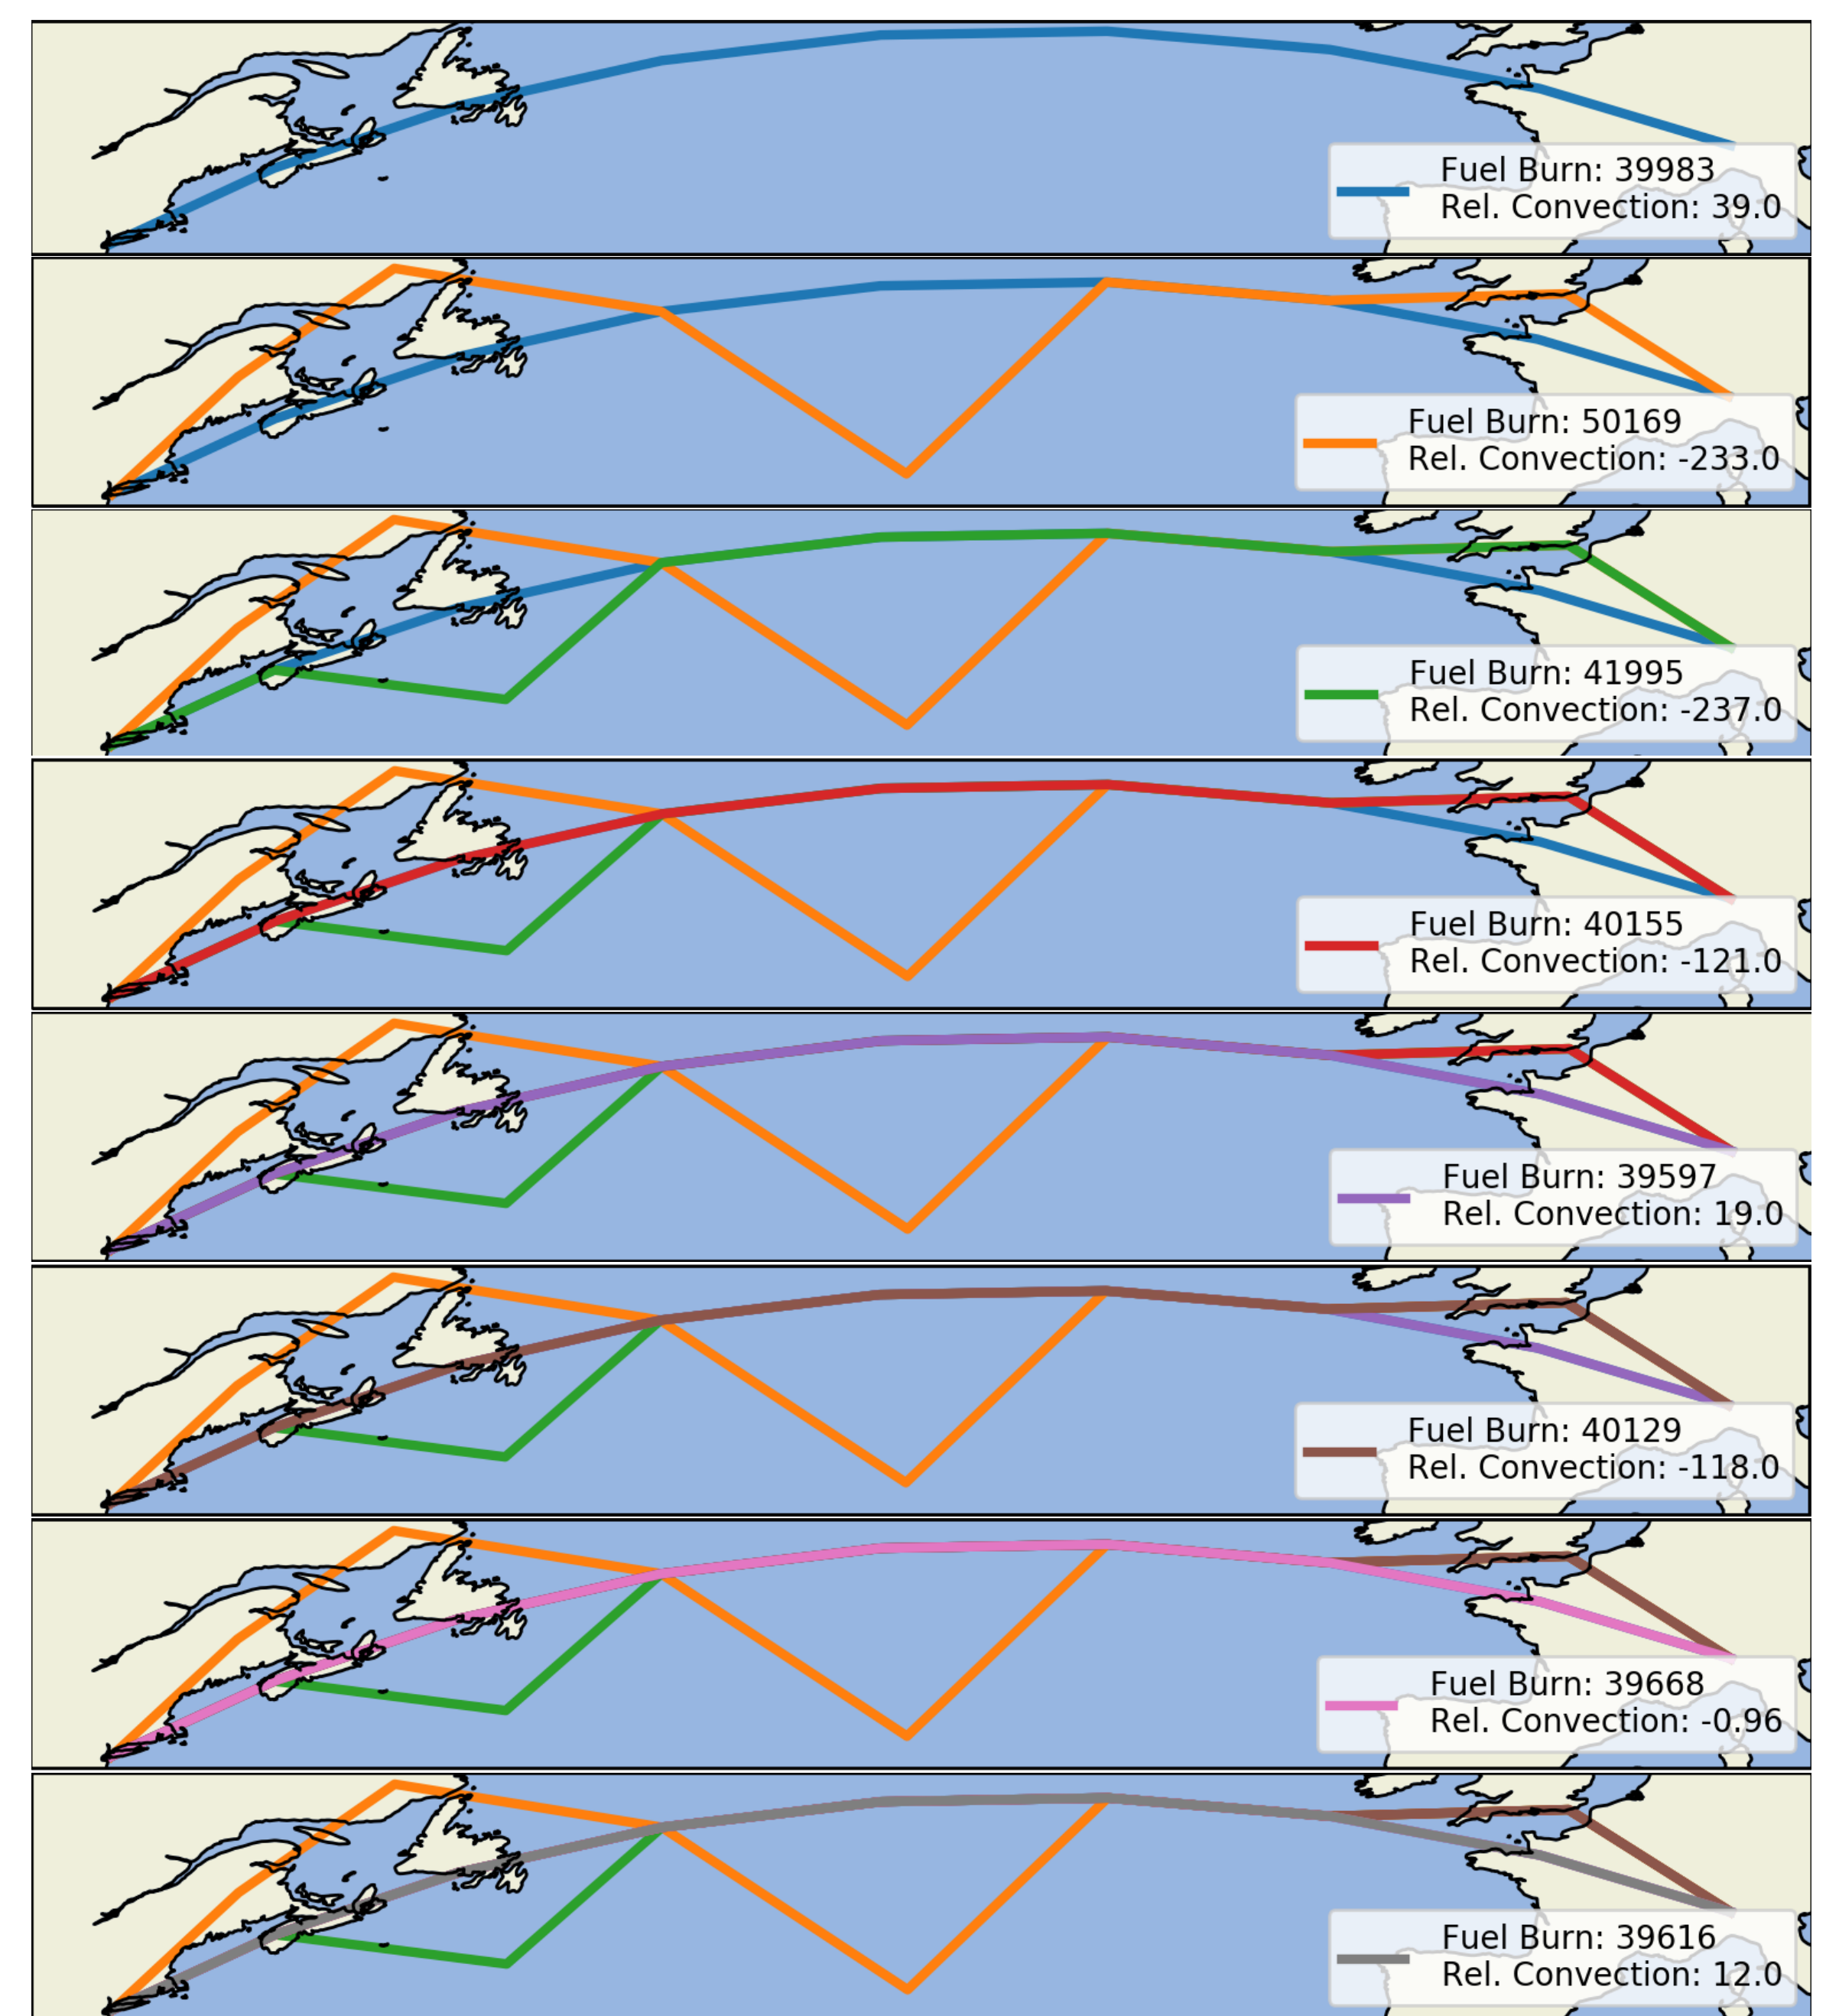 Fuel Burn: 39983
Rel. Convection: 39.0
Fuel Burn: 50169
Rel. Convection: -233.0
Fuel Burn: 41995
Rel. Convection: -237.0
Fuel Burn: 40155
Rel. Convection: -121.0
Fuel Burn: 39597
Rel. Convection: 19.0
Fuel Burn: 40129
Rel. Convection: -118.0
Fuel Burn: 39668
Rel. Convection: -0.96
Fuel Burn: 39616
Rel. Convection: 12.0